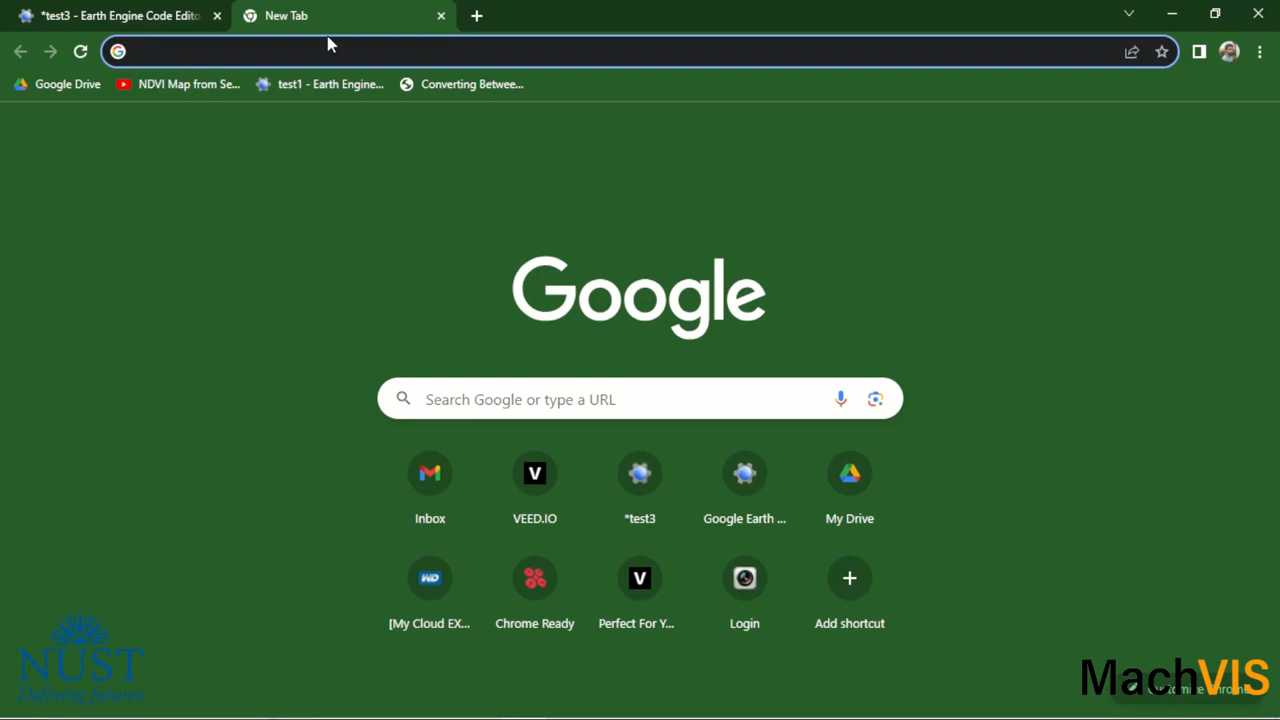 *test3 - Earth Engine Code Edito
New Tab
Google Drive
NDVI Map from Se...
test1 - Earth Engine...
Converting Betwee...
Google
Search Google or type a URL
Inbox
VEED.IO
*test3
Google Earth ...
My Drive
[My Cloud EX...
Chrome Ready
Perfect For Y...
Login
Add shortcut
NUST
Defining futures
MachVIS